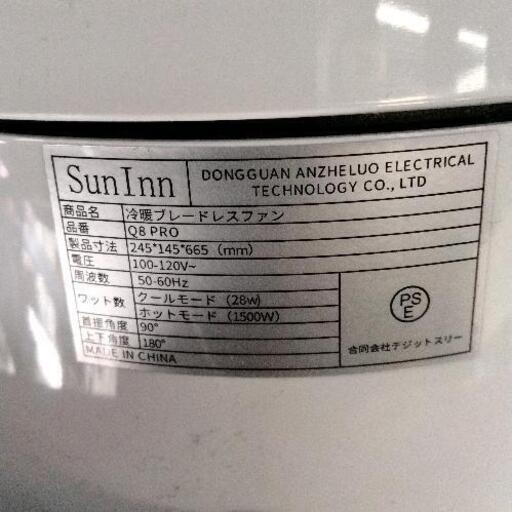 SunInn
DONGGUAN ANZHELUO ELECTRICAL
TECHNOLOGY CO., LTD
商品名 冷暖ブレードレスファン
品番 Q8 PRO
製品寸法 245*145*665（mm）
電圧 100-120V~
周波数 50-60Hz
ワット数 クールモード（28w）
ホットモード（1500W）
首振角度 90°
上下角度 180°
MADE IN CHINA
PS
E
合同会社デジットスリー